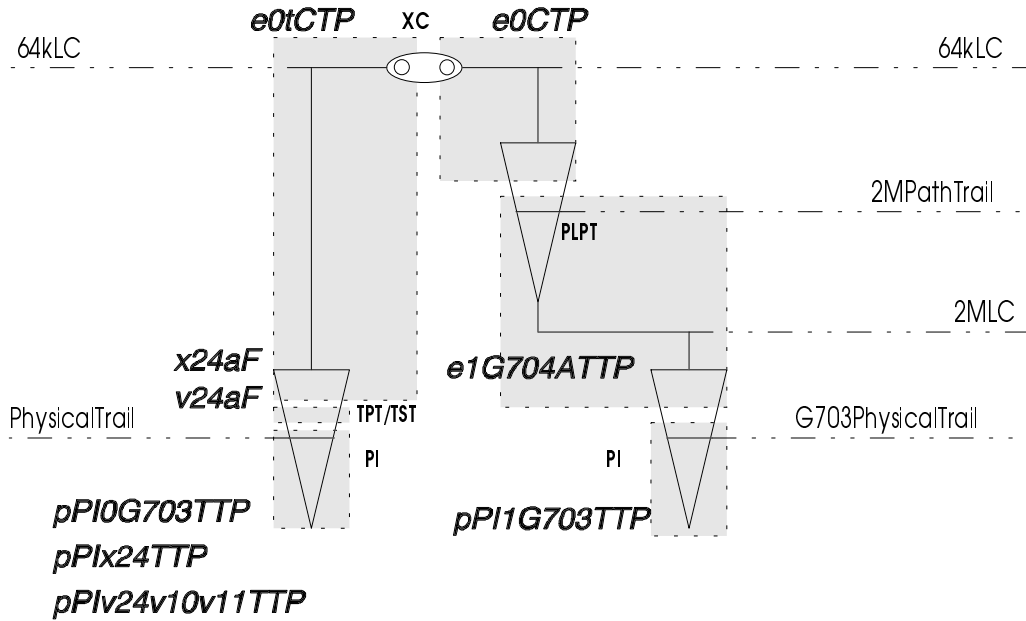 e0tCTP XC e0CTP
64kLC 64kLC
2MPathTrail
PLPT
2MLC
x24aF e1G704ATTP
v24aF
PhysicalTrail TPT/TST G703PhysicalTrail
PI PI
pPI0G703TTP pPI1G703TTP
pPIx24TTP
pPIv24v10v11TTP